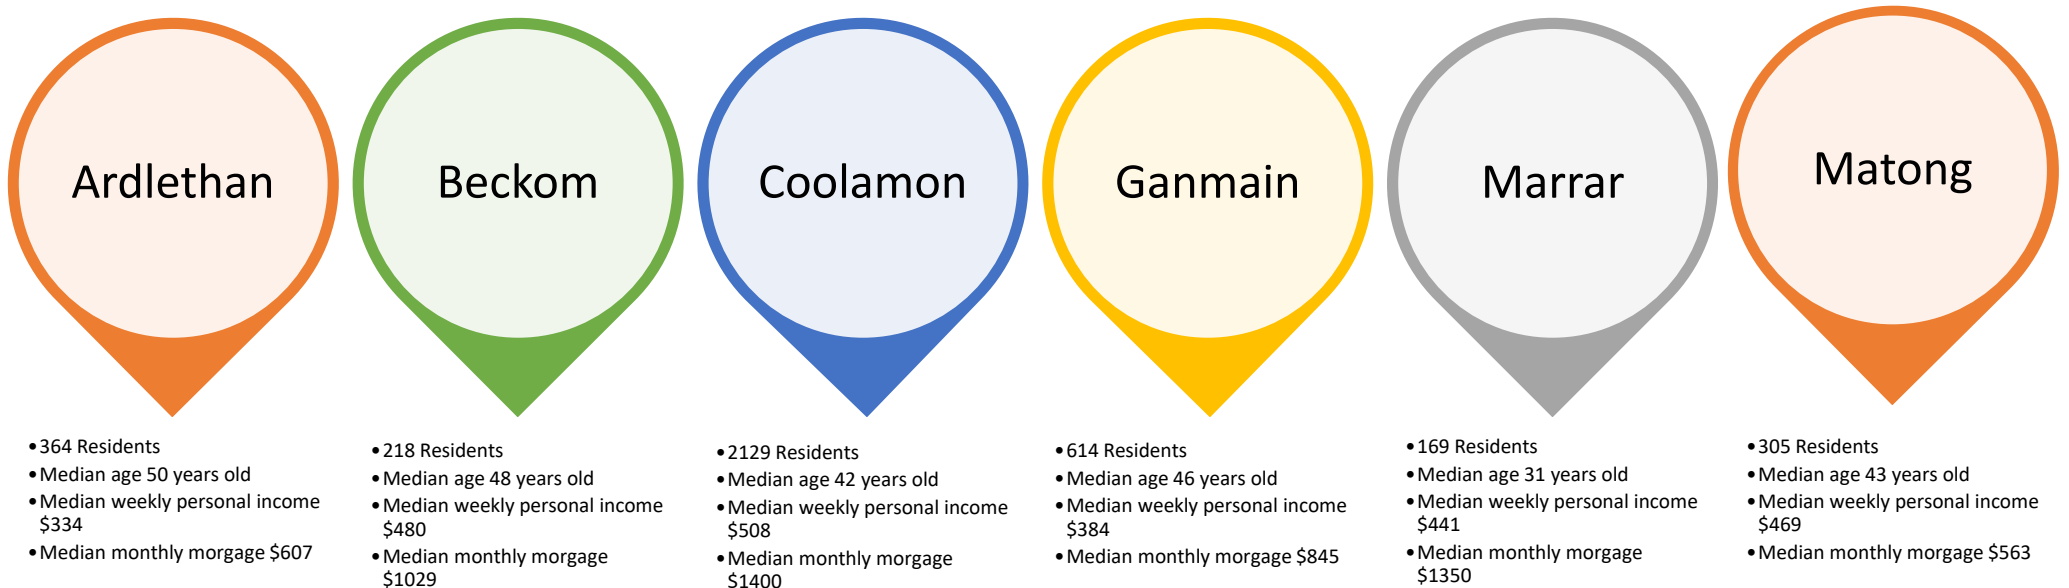 Ardlethan
•364 Residents
•Median age 50 years old
•Median weekly personal income
$334
•Median monthly morgage $607
Beckom
•218 Residents
•Median age 48 years old
•Median weekly personal income
$480
•Median monthly morgage
$1029
Coolamon
•2129 Residents
•Median age 42 years old
•Median weekly personal income
$508
•Median monthly morgage
$1400
Ganmain
•614 Residents
•Median age 46 years old
•Median weekly personal income
$384
•Median monthly morgage $845
Marrar
•169 Residents
•Median age 31 years old
•Median weekly personal income
$441
•Median monthly morgage
$1350
Matong
•305 Residents
•Median age 43 years old
•Median weekly personal income
$469
•Median monthly morgage $563